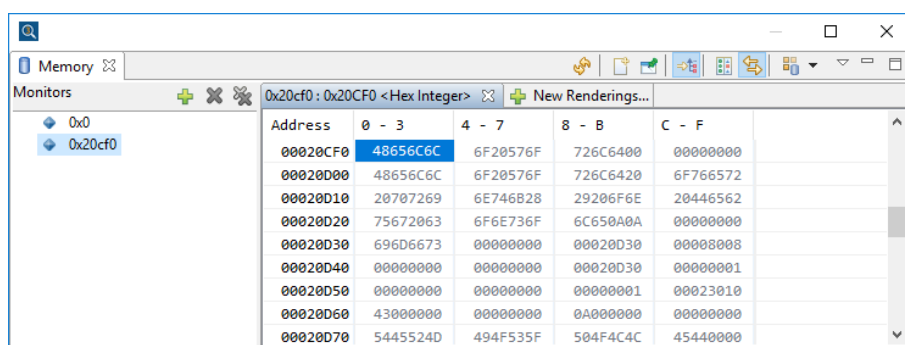 Memory
Monitors
0x20cf0 : 0x20CF0 <Hex Integer>
New Renderings...
0x0
0x20cf0
Address 0 - 3 4 - 7 8 - B C - F
00020CF0 48656C6C 6F20576F 726C6400 00000000
00020D00 48656C6C 6F20576F 726C6420 6F766572
00020D10 20707269 6E746B28 29206F6E 20446562
00020D20 75672063 6F6E736F 6C650A0A 00000000
00020D30 696D6673 00000000 00020D30 00008008
00020D40 00000000 00000000 00020D30 00000001
00020D50 00000000 00000000 00000001 00023010
00020D60 43000000 00000000 0A000000 00000000
00020D70 5445524D 494F535F 504F4C4C 45440000